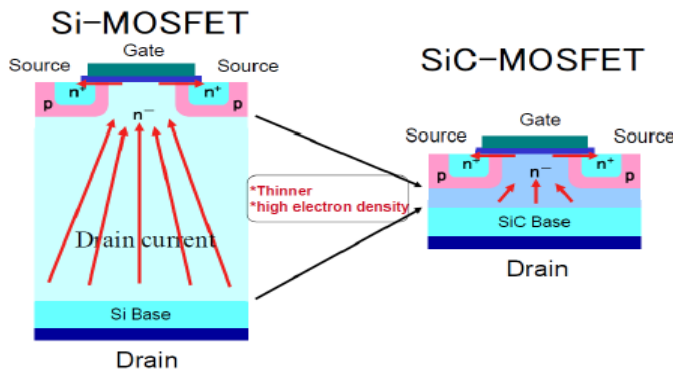 Si-MOSFET
Gate
Source
Source
n+
n+
p
p
n−
Drain current
Si Base
Drain
*Thinner
*high electron density
SiC-MOSFET
Gate
Source
Source
n+
n+
p
p
n−
SiC Base
Drain